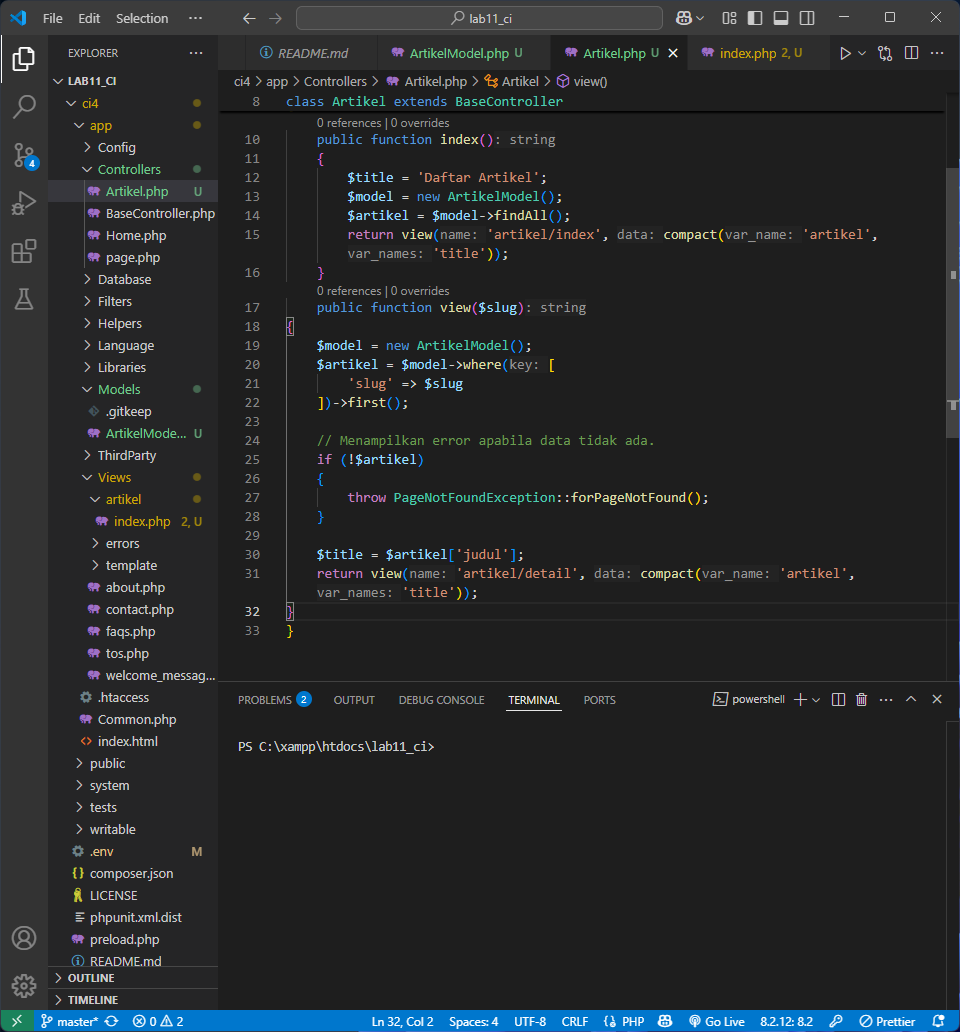 File Edit Selection ··· lab11_ci
EXPLORER ···
README.md ArtikelModel.php U Artikel.php U index.php 2, U ···
LAB11_CI
ci4
app
Config
Controllers
Artikel.php U
BaseController.php
Home.php
page.php
Database
Filters
Helpers
Language
Libraries
Models
.gitkeep
ArtikelMode... U
ThirdParty
Views
artikel
index.php 2, U
errors
template
about.php
contact.php
faqs.php
tos.php
welcome_messag...
.htaccess
Common.php
index.html
public
system
tests
writable
.env M
composer.json
LICENSE
phpunit.xml.dist
preload.php
README.md
OUTLINE
TIMELINE
ci4 > app > Controllers > Artikel.php > Artikel > view()
8 class Artikel extends BaseController
0 references | 0 overrides
10 public function index(): string
11 {
12 $title = 'Daftar Artikel';
13 $model = new ArtikelModel();
14 $artikel = $model->findAll();
15 return view(name: 'artikel/index', data: compact(var_name: 'artikel',
var_names: 'title'));
16 }
0 references | 0 overrides
17 public function view($slug): string
18 {
19 $model = new ArtikelModel();
20 $artikel = $model->where(key: [
21 'slug' => $slug
22 ])->first();
23
24 // Menampilkan error apabila data tidak ada.
25 if (!$artikel)
26 {
27 throw PageNotFoundException::forPageNotFound();
28 }
29
30 $title = $artikel['judul'];
31 return view(name: 'artikel/detail', data: compact(var_name: 'artikel',
var_names: 'title'));
32 }
33 }
PROBLEMS 2 OUTPUT DEBUG CONSOLE TERMINAL PORTS powershell ···
PS C:\xampp\htdocs\lab11_ci>
4
master* 0 2 Ln 32, Col 2 Spaces: 4 UTF-8 CRLF {} PHP Go Live 8.2.12: 8.2 Prettier